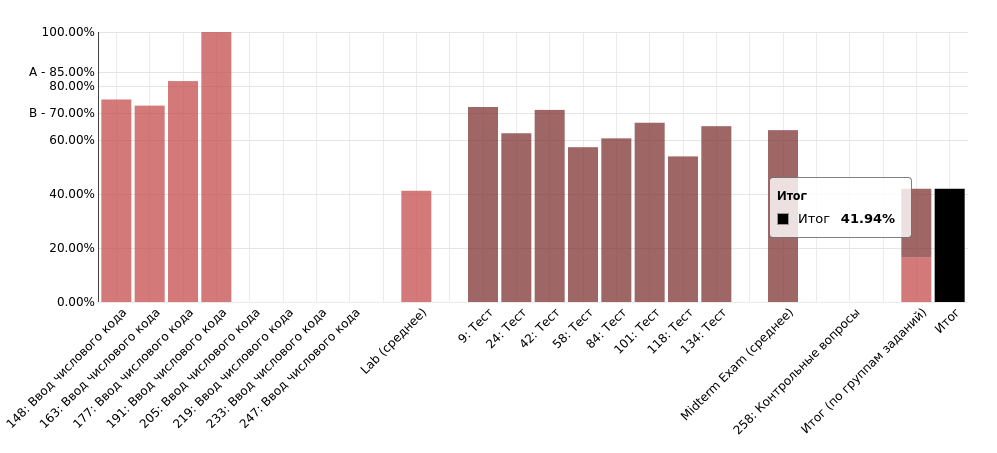 100.00%
A - 85.00%
80.00%
B - 70.00%
60.00%
40.00%
20.00%
0.00%
Итог
Итог 41.94%
148: Ввод числового кода
163: Ввод числового кода
177: Ввод числового кода
191: Ввод числового кода
205: Ввод числового кода
219: Ввод числового кода
233: Ввод числового кода
247: Ввод числового кода
Lab (среднее)
9: Тест
24: Тест
42: Тест
58: Тест
84: Тест
101: Тест
118: Тест
134: Тест
Midterm Exam (среднее)
258: Контрольные вопросы
Итог (по группам заданий)
Итог